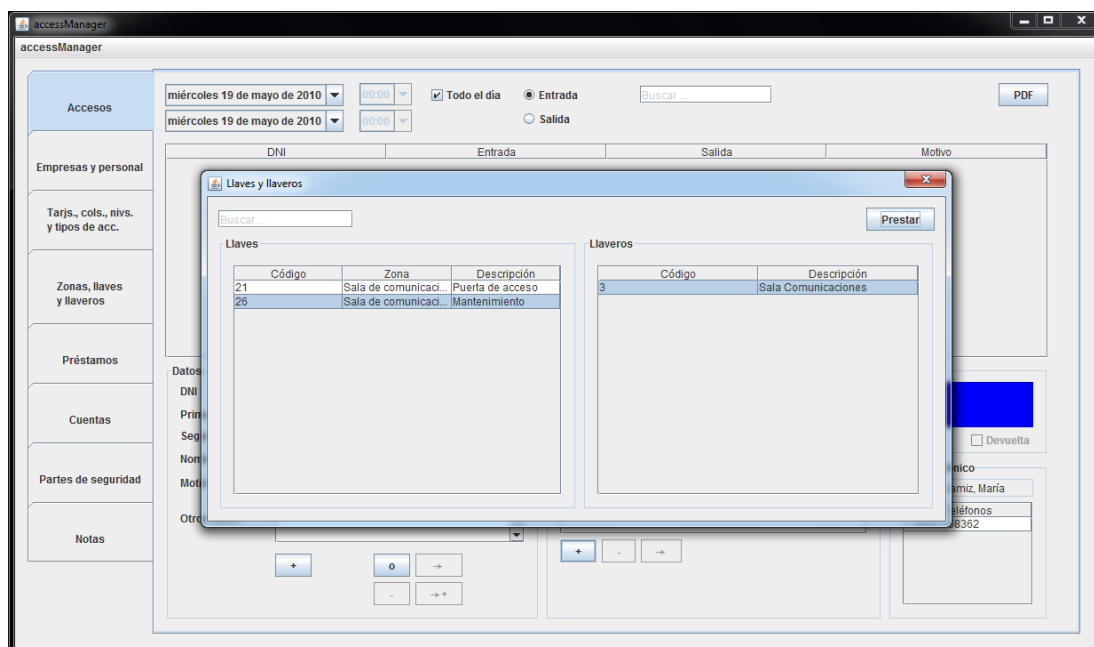 accessManager
accessManager
Accesos
Empresas y personal
Tarjs., cols., nivs.
y tipos de acc.
Zonas, llaves
y llaveros
Préstamos
Cuentas
Partes de seguridad
Notas
miércoles 19 de mayo de 2010 00:00 Todo el día Entrada Buscar ... PDF
miércoles 19 de mayo de 2010 00:00 Salida
DNI Entrada Salida Motivo
Llaves y llaveros
Buscar ... Prestar
Llaves Llaveros
Código Zona Descripción Código Descripción
21 Sala de comunicaci... Puerta de acceso 3 Sala Comunicaciones
26 Sala de comunicaci... Mantenimiento
Datos
DNI
Devuelta
amiz, María
8362
+ o →
- →+
+ - →